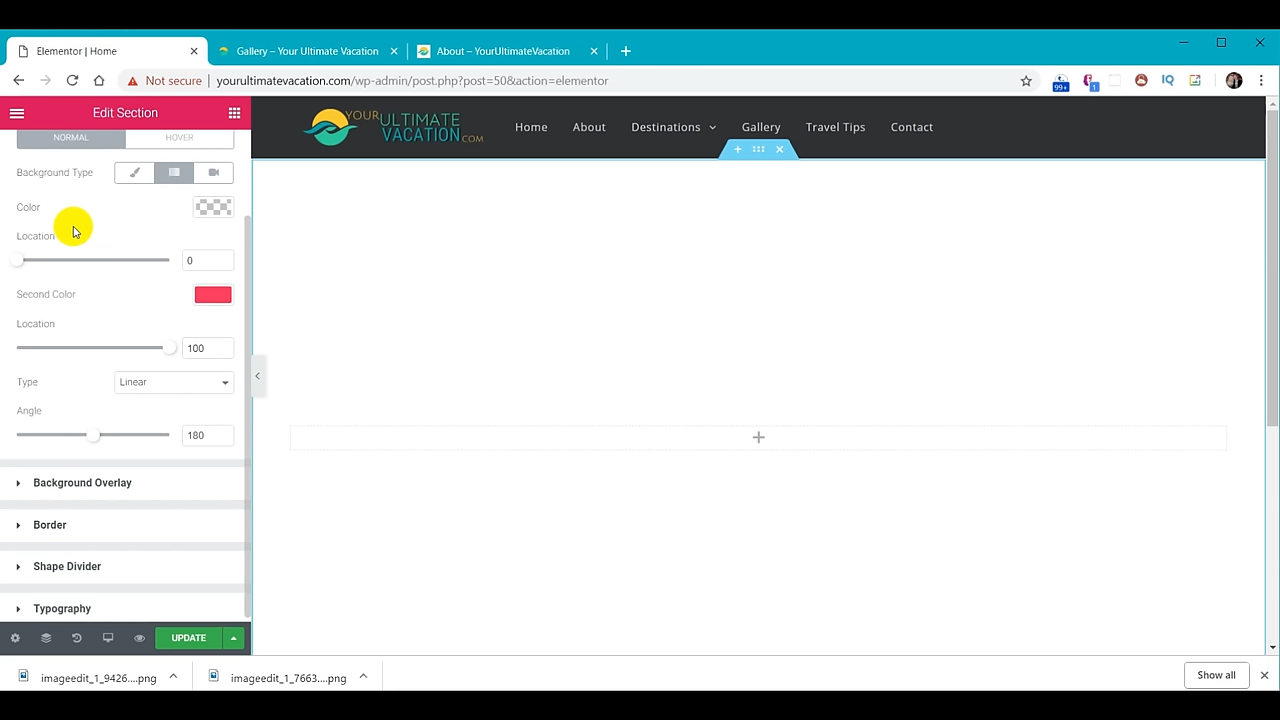 Elementor | Home
Gallery – Your Ultimate Vacation
About – YourUltimateVacation
Not secure | yourultimatevacation.com/wp-admin/post.php?post=50&action=elementor
99+
1
IQ
Edit Section
YOUR ULTIMATE
VACATION.COM
Home
About
Destinations
Gallery
Travel Tips
Contact
NORMAL
HOVER
Background Type
Color
Location
0
Second Color
Location
100
Type
Linear
Angle
180
Background Overlay
Border
Shape Divider
Typography
UPDATE
imageedit_1_9426....png
imageedit_1_7663....png
Show all